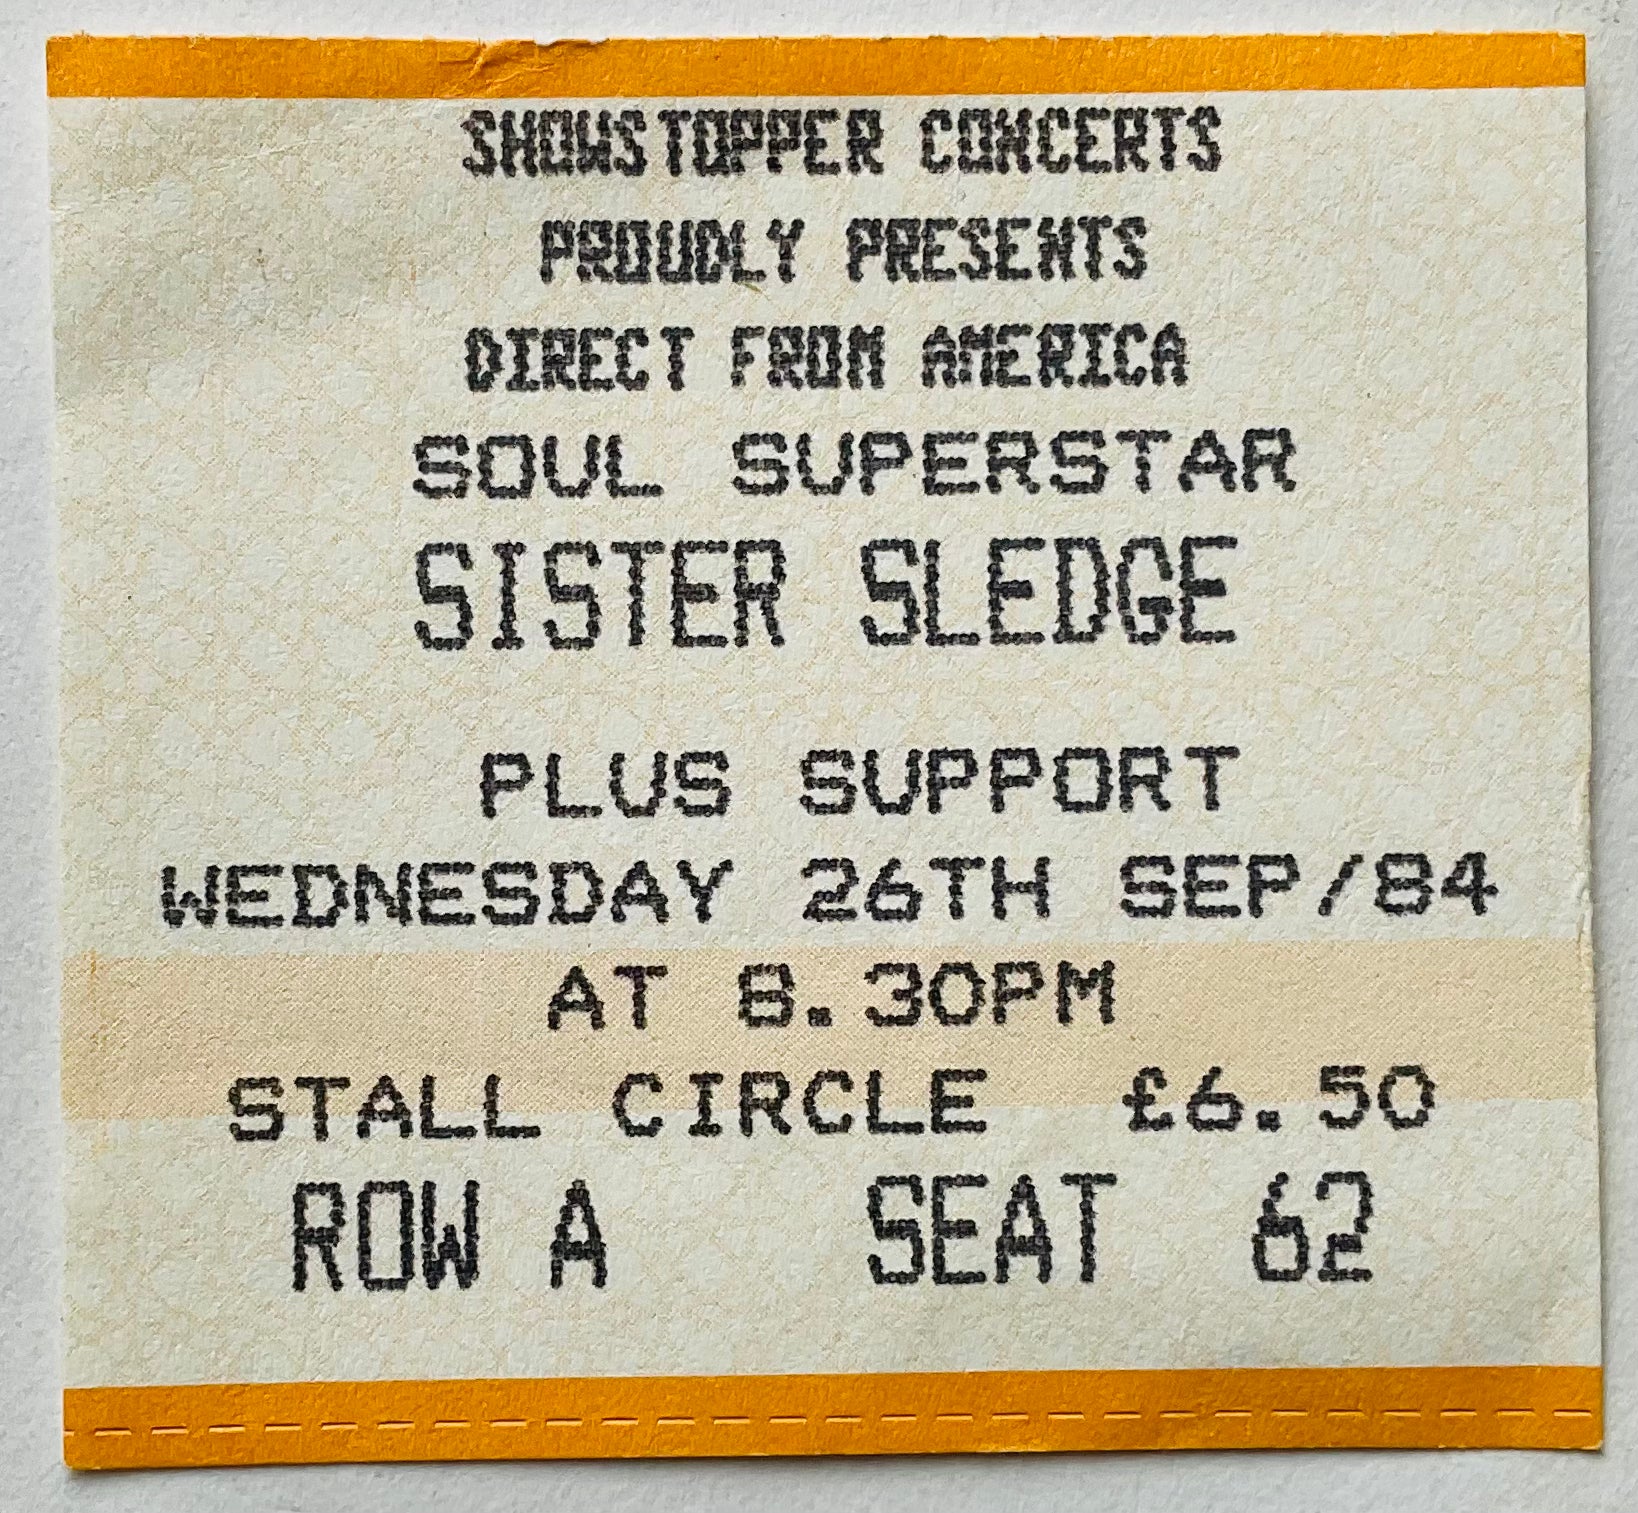 SHOWSTOPPER CONCERTS
PROUDLY PRESENTS
DIRECT FROM AMERICA
SOUL SUPERSTAR
SISTER SLEDGE
PLUS SUPPORT
WEDNESDAY 26TH SEP/84
AT 8.30PM
STALL CIRCLE £6.50
ROW A SEAT 62